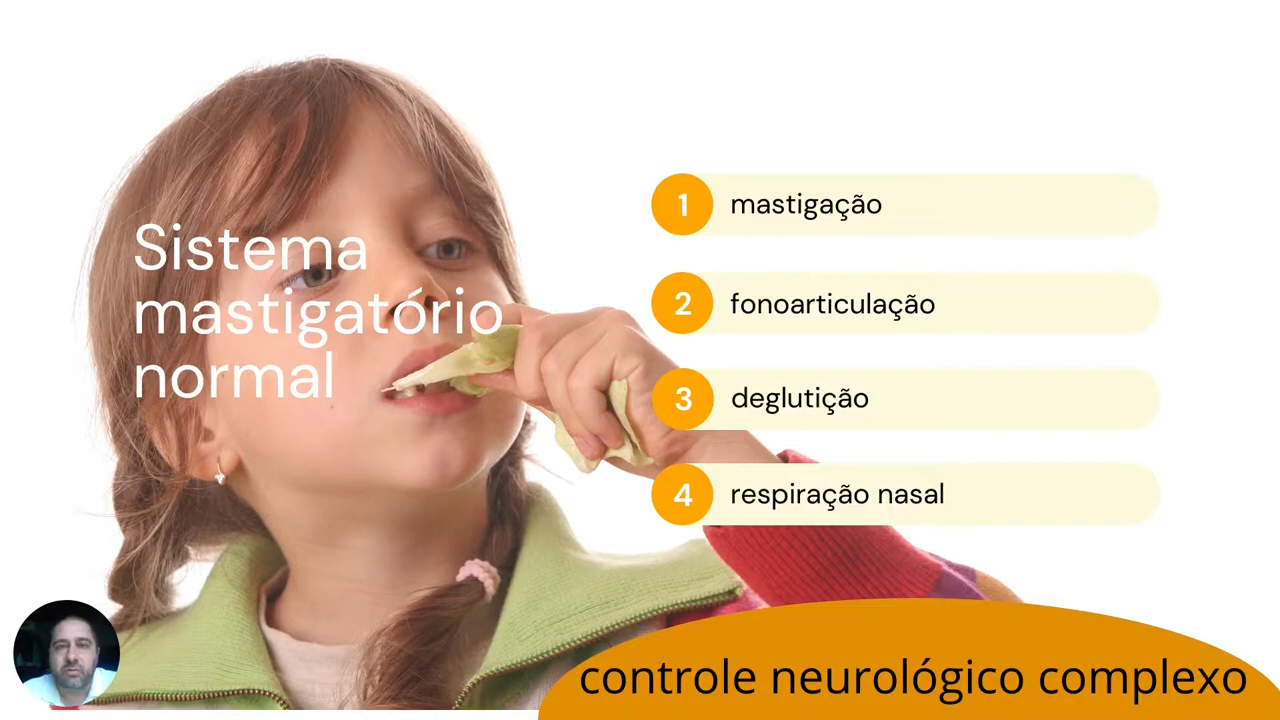 Sistema
mastigatório
normal
1 mastigação
2 fonoarticulação
3 deglutição
4 respiração nasal
controle neurológico complexo